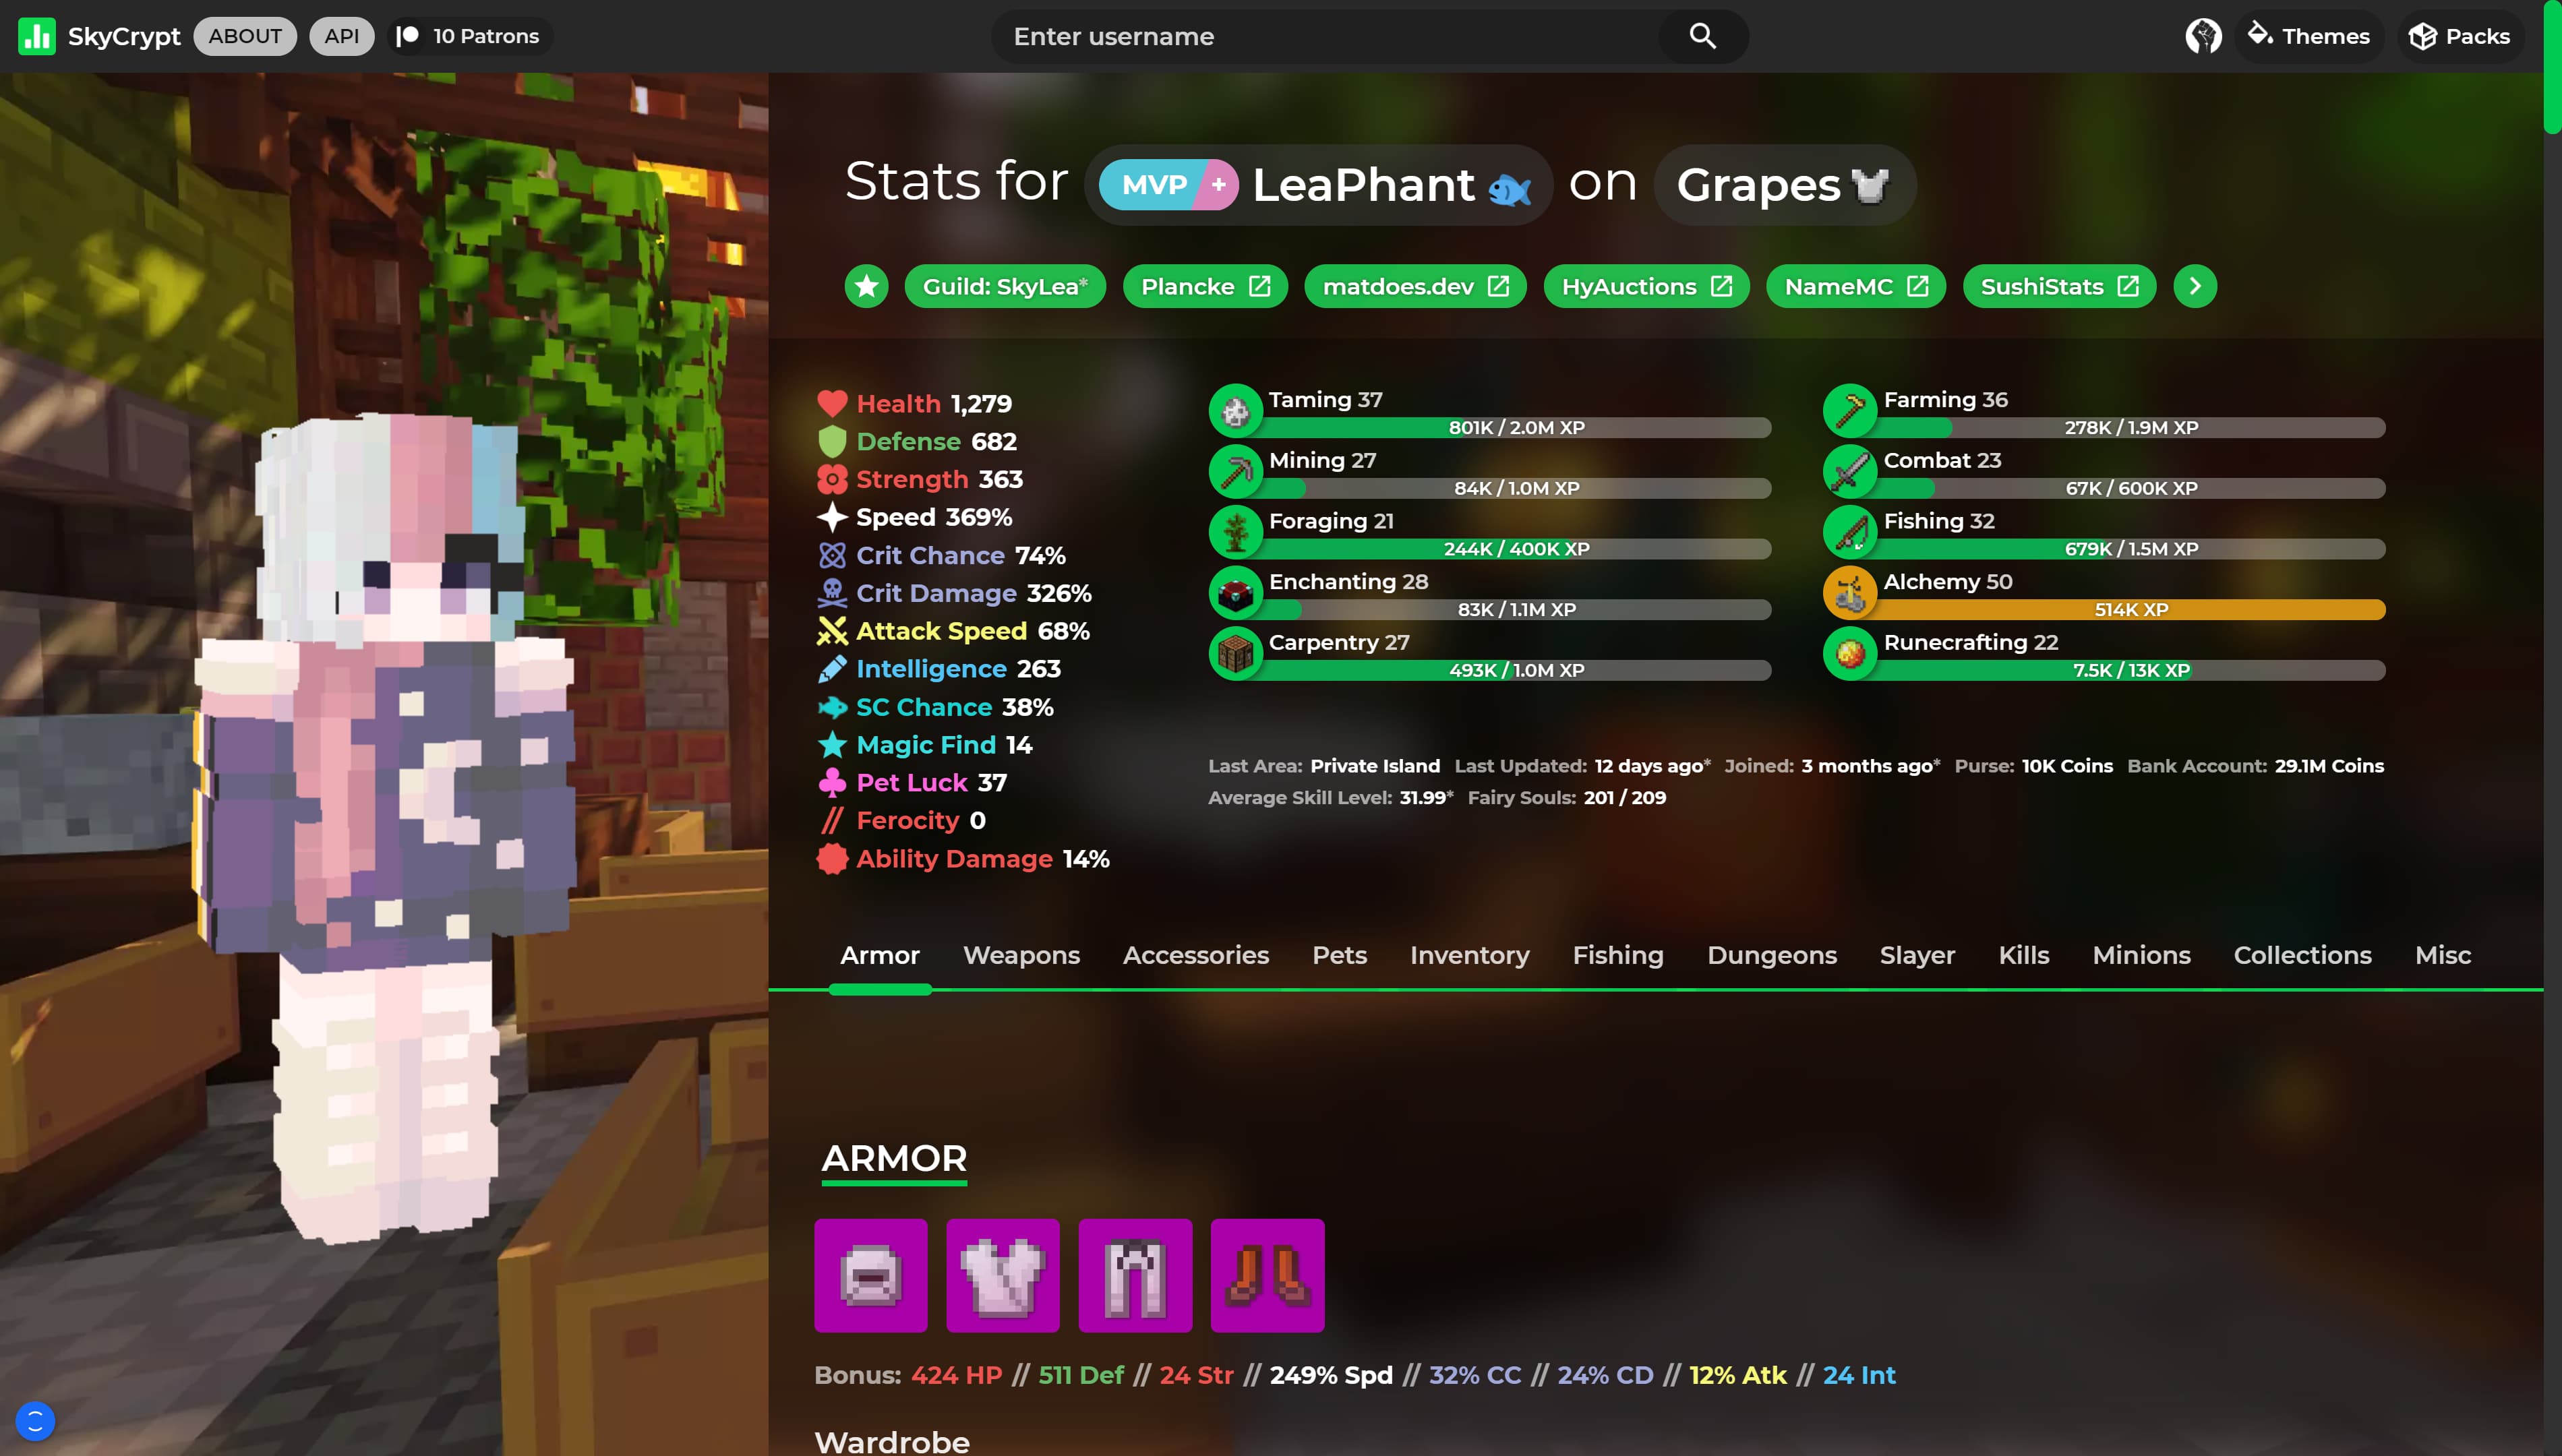 SkyCrypt ABOUT API 10 Patrons Enter username Themes Packs
Stats for MVP + LeaPhant on Grapes
Guild: SkyLea* Plancke matdoes.dev HyAuctions NameMC SushiStats
Health 1,279
Defense 682
Strength 363
Speed 369%
Crit Chance 74%
Crit Damage 326%
Attack Speed 68%
Intelligence 263
SC Chance 38%
Magic Find 14
Pet Luck 37
Ferocity 0
Ability Damage 14%
Taming 37
801K / 2.0M XP
Mining 27
84K / 1.0M XP
Foraging 21
244K / 400K XP
Enchanting 28
83K / 1.1M XP
Carpentry 27
493K / 1.0M XP
Farming 36
278K / 1.9M XP
Combat 23
67K / 600K XP
Fishing 32
679K / 1.5M XP
Alchemy 50
514K XP
Runecrafting 22
7.5K / 13K XP
Last Area: Private Island Last Updated: 12 days ago* Joined: 3 months ago* Purse: 10K Coins Bank Account: 29.1M Coins
Average Skill Level: 31.99* Fairy Souls: 201 / 209
Armor Weapons Accessories Pets Inventory Fishing Dungeons Slayer Kills Minions Collections Misc
ARMOR
Bonus: 424 HP // 511 Def // 24 Str // 249% Spd // 32% CC // 24% CD // 12% Atk // 24 Int
Wardrobe